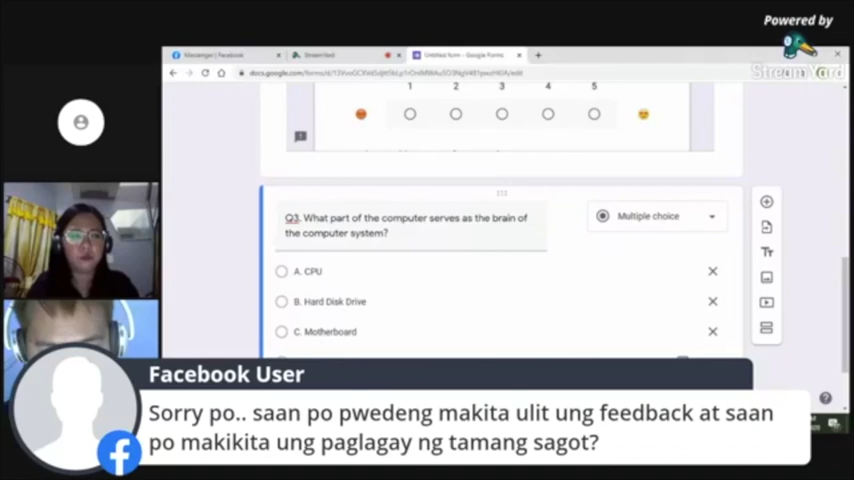 Powered by
StreamYard
Messenger | Facebook
StreamYard
Untitled form - Google Forms
1 2 3 4 5
Q3. What part of the computer serves as the brain of
the computer system?
Multiple choice
A. CPU
B. Hard Disk Drive
C. Motherboard
Facebook User
Sorry po.. saan po pwedeng makita ulit ung feedback at saan
po makikita ung paglagay ng tamang sagot?